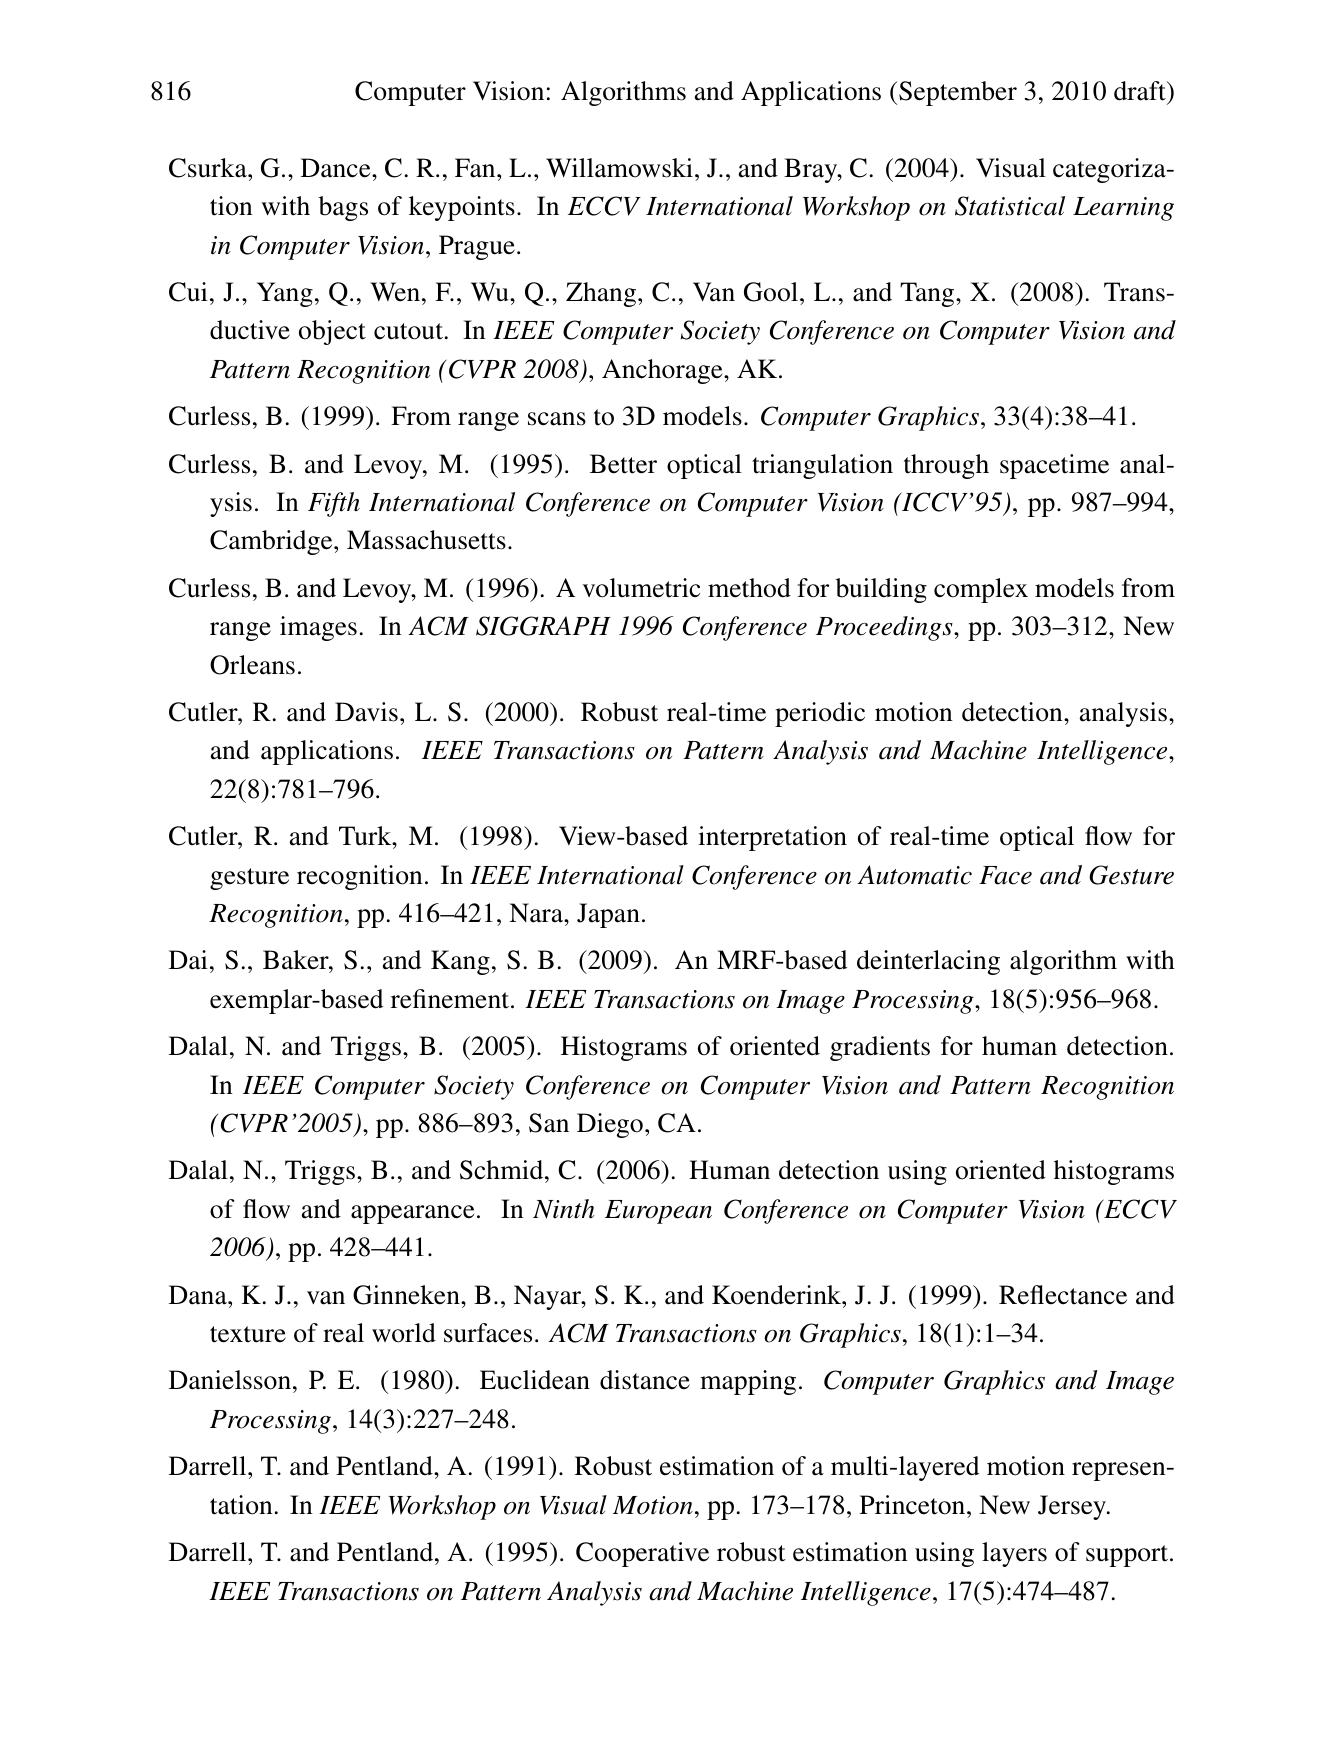 816 Computer Vision: Algorithms and Applications (September 3, 2010 draft)
Csurka, G., Dance, C. R., Fan, L., Willamowski, J., and Bray, C. (2004). Visual categoriza-
tion with bags of keypoints. In ECCV International Workshop on Statistical Learning
in Computer Vision, Prague.
Cui, J., Yang, Q., Wen, F., Wu, Q., Zhang, C., Van Gool, L., and Tang, X. (2008). Trans-
ductive object cutout. In IEEE Computer Society Conference on Computer Vision and
Pattern Recognition (CVPR 2008), Anchorage, AK.
Curless, B. (1999). From range scans to 3D models. Computer Graphics, 33(4):38–41.
Curless, B. and Levoy, M. (1995). Better optical triangulation through spacetime anal-
ysis. In Fifth International Conference on Computer Vision (ICCV’95), pp. 987–994,
Cambridge, Massachusetts.
Curless, B. and Levoy, M. (1996). A volumetric method for building complex models from
range images. In ACM SIGGRAPH 1996 Conference Proceedings, pp. 303–312, New
Orleans.
Cutler, R. and Davis, L. S. (2000). Robust real-time periodic motion detection, analysis,
and applications. IEEE Transactions on Pattern Analysis and Machine Intelligence,
22(8):781–796.
Cutler, R. and Turk, M. (1998). View-based interpretation of real-time optical flow for
gesture recognition. In IEEE International Conference on Automatic Face and Gesture
Recognition, pp. 416–421, Nara, Japan.
Dai, S., Baker, S., and Kang, S. B. (2009). An MRF-based deinterlacing algorithm with
exemplar-based refinement. IEEE Transactions on Image Processing, 18(5):956–968.
Dalal, N. and Triggs, B. (2005). Histograms of oriented gradients for human detection.
In IEEE Computer Society Conference on Computer Vision and Pattern Recognition
(CVPR’2005), pp. 886–893, San Diego, CA.
Dalal, N., Triggs, B., and Schmid, C. (2006). Human detection using oriented histograms
of flow and appearance. In Ninth European Conference on Computer Vision (ECCV
2006), pp. 428–441.
Dana, K. J., van Ginneken, B., Nayar, S. K., and Koenderink, J. J. (1999). Reflectance and
texture of real world surfaces. ACM Transactions on Graphics, 18(1):1–34.
Danielsson, P. E. (1980). Euclidean distance mapping. Computer Graphics and Image
Processing, 14(3):227–248.
Darrell, T. and Pentland, A. (1991). Robust estimation of a multi-layered motion represen-
tation. In IEEE Workshop on Visual Motion, pp. 173–178, Princeton, New Jersey.
Darrell, T. and Pentland, A. (1995). Cooperative robust estimation using layers of support.
IEEE Transactions on Pattern Analysis and Machine Intelligence, 17(5):474–487.